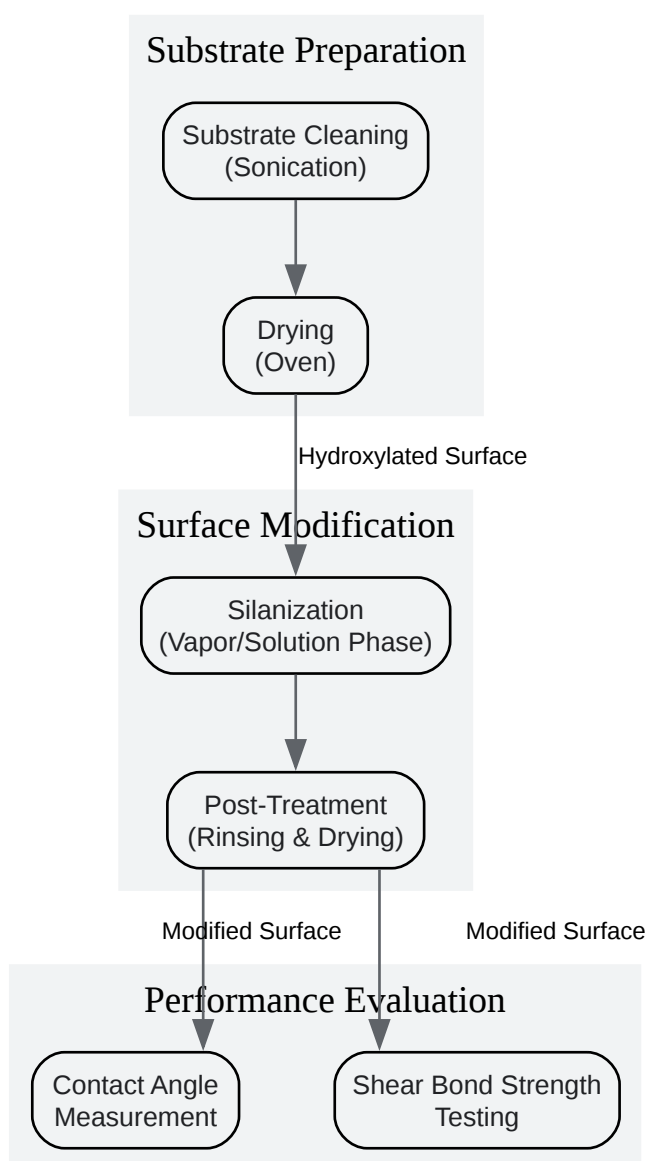 Substrate Preparation
Substrate Cleaning
(Sonication)
Drying
(Oven)
Hydroxylated Surface
Surface Modification
Silanization
(Vapor/Solution Phase)
Post-Treatment
(Rinsing & Drying)
Modified Surface
Modified Surface
Performance Evaluation
Contact Angle
Measurement
Shear Bond Strength
Testing